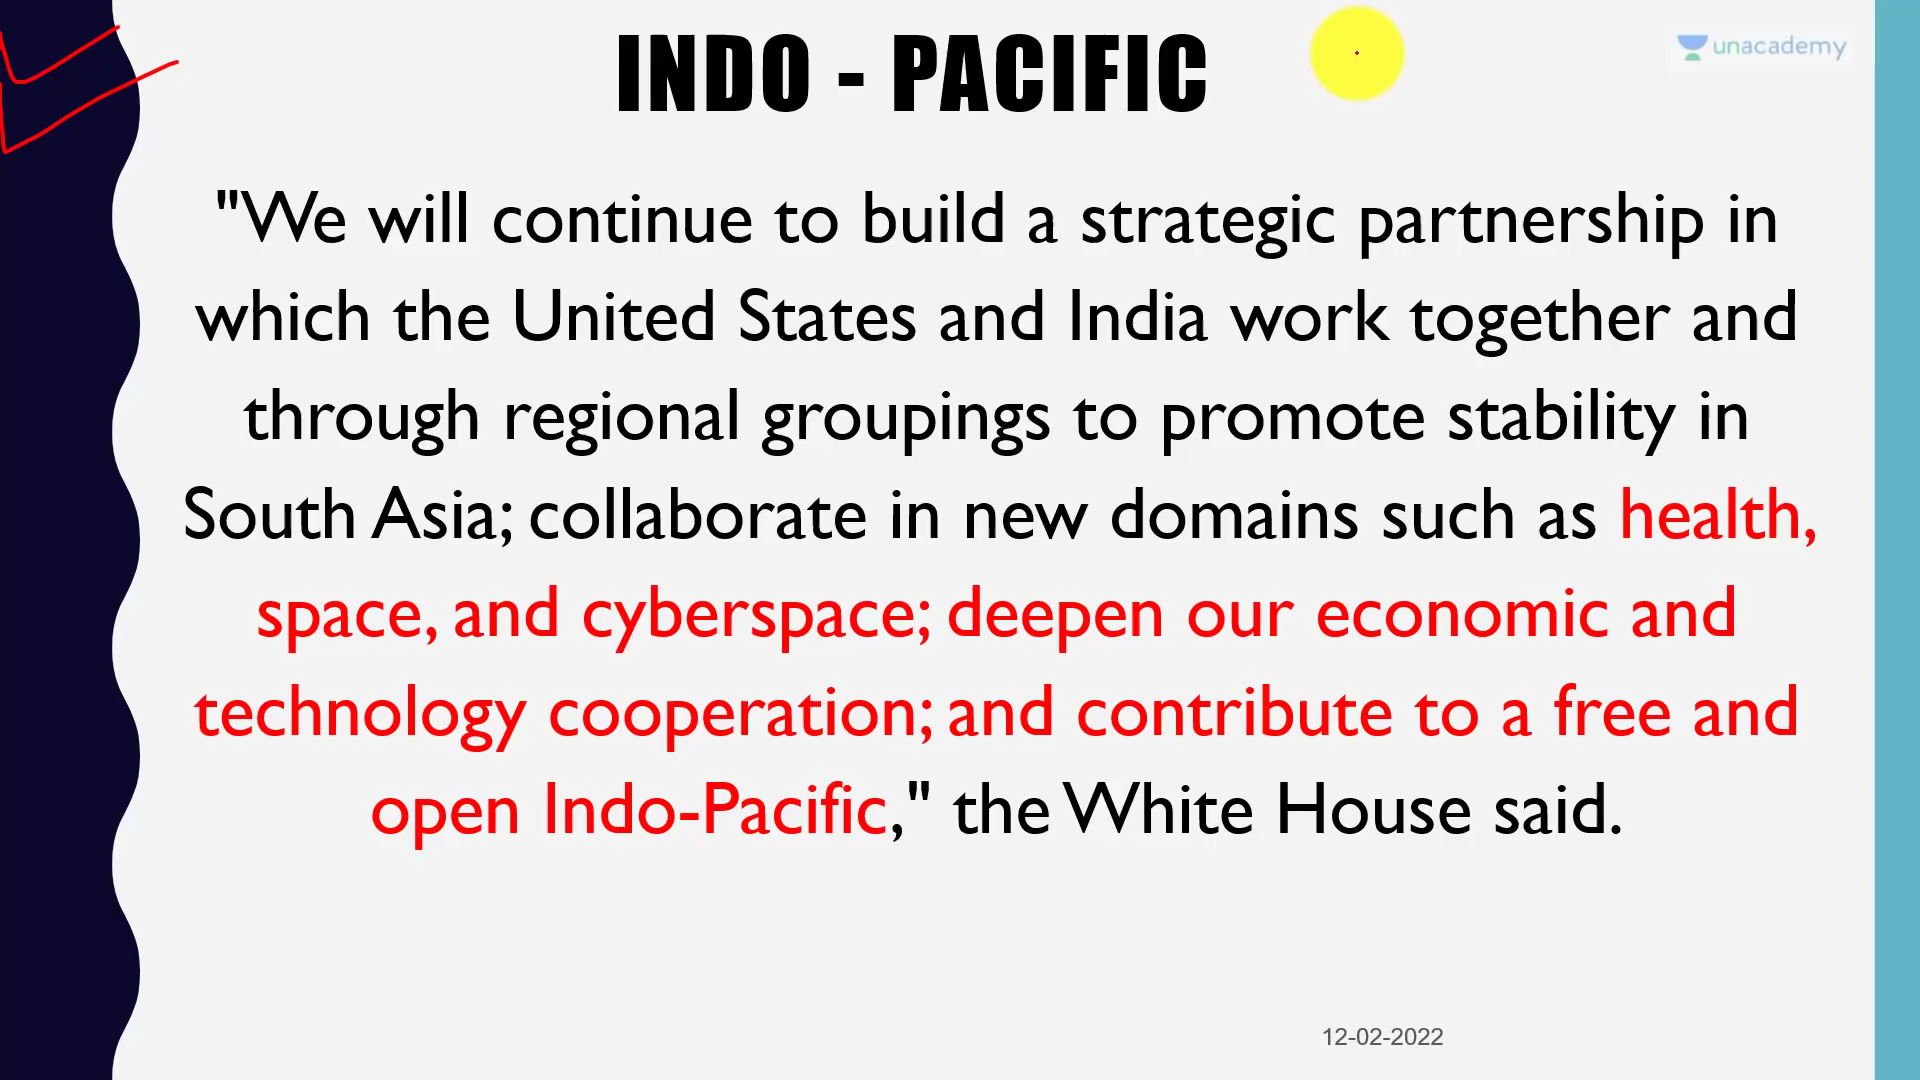 INDO - PACIFIC
unacademy
"We will continue to build a strategic partnership in
which the United States and India work together and
through regional groupings to promote stability in
South Asia; collaborate in new domains such as health,
space, and cyberspace; deepen our economic and
technology cooperation; and contribute to a free and
open Indo-Pacific," the White House said.
12-02-2022